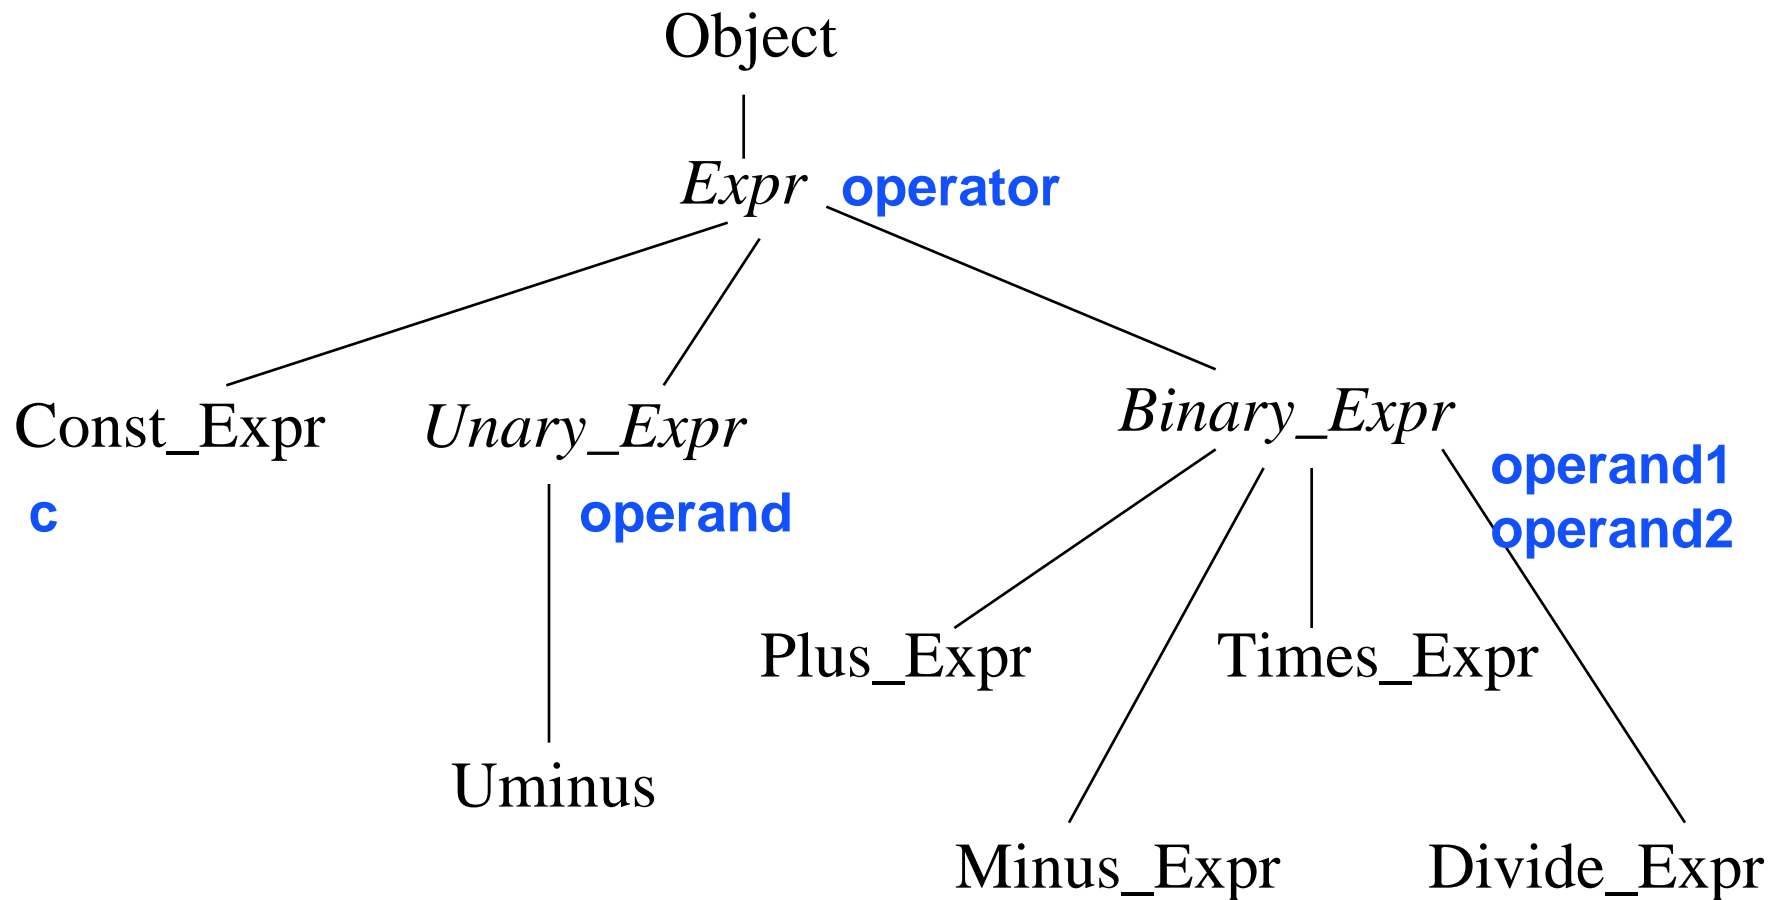 Object
Expr operator
Const_Expr Unary_Expr Binary_Expr
operand1
c operand operand2
Plus_Expr Times_Expr
Uminus
Minus_Expr Divide_Expr